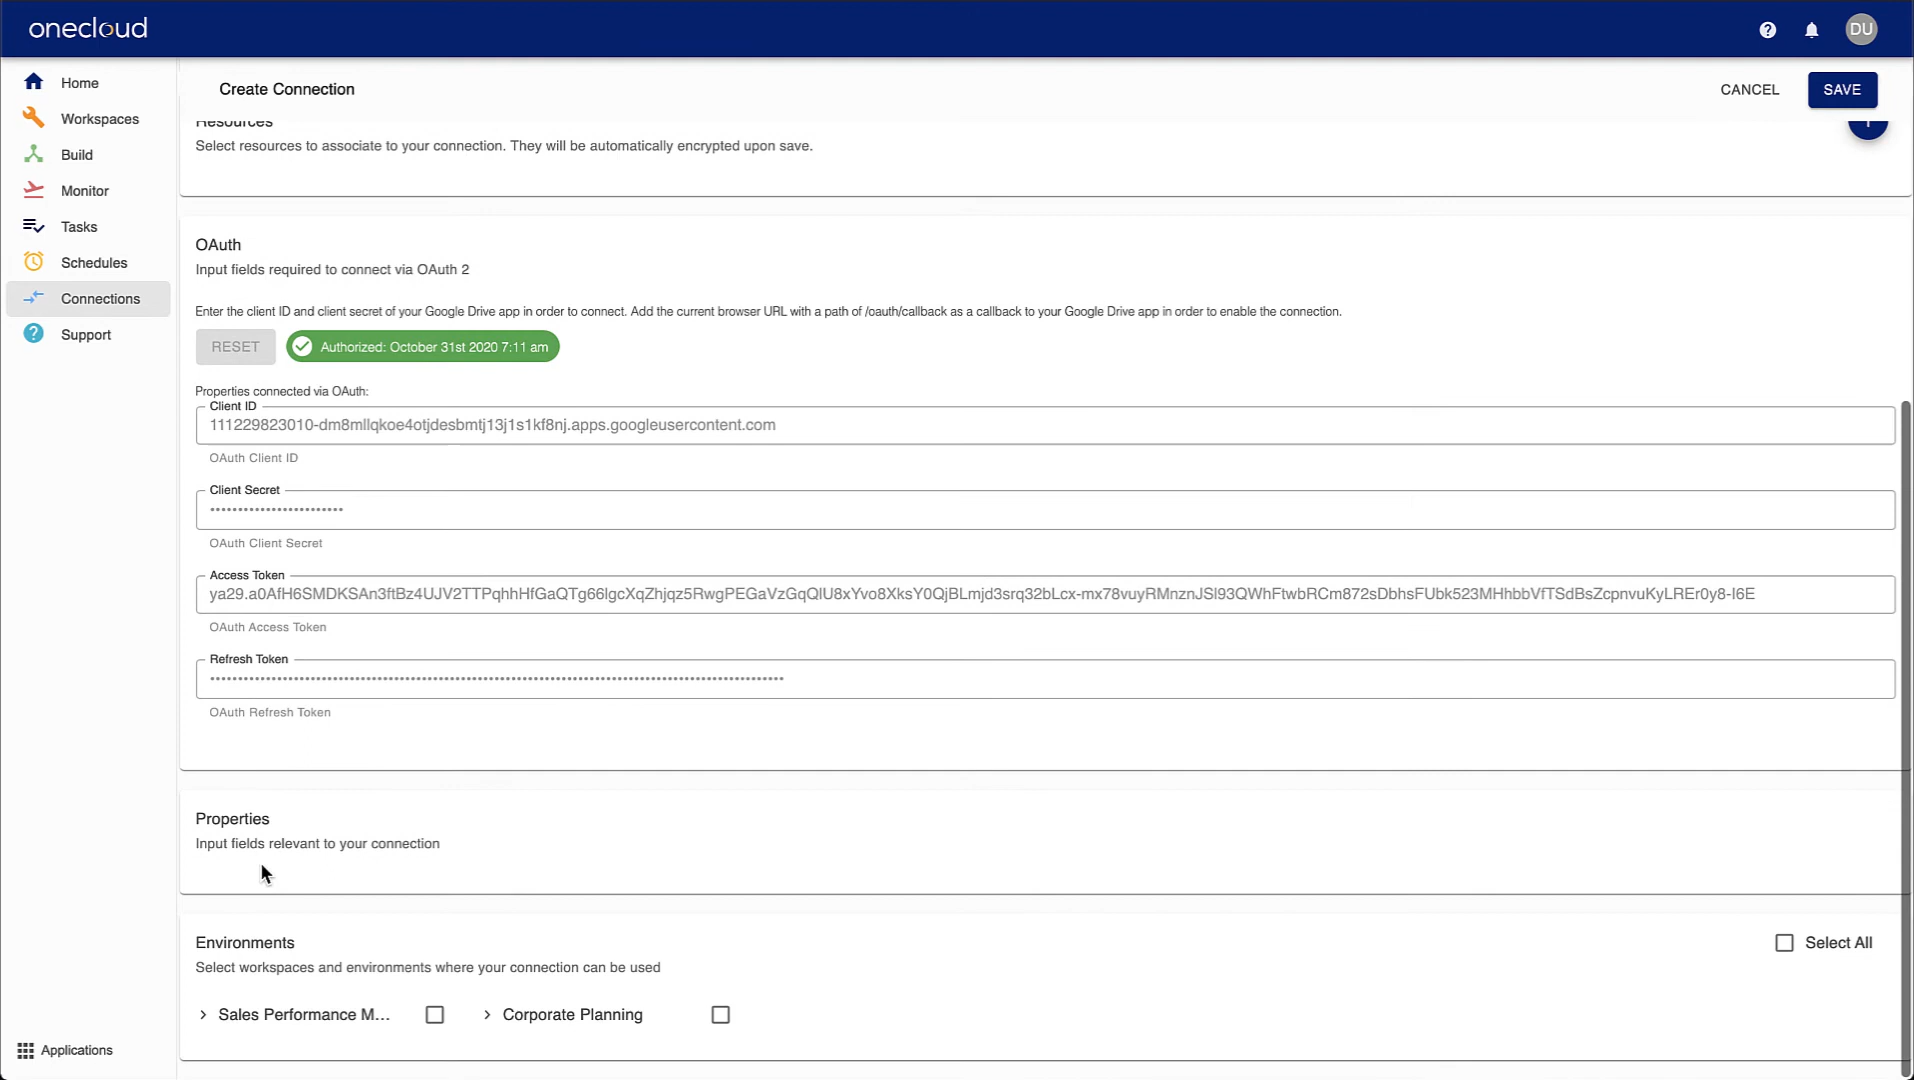 onecloud
DU
Home
Workspaces
Build
Monitor
Tasks
Schedules
Connections
Support
Applications
Create Connection
CANCEL
SAVE
Resources
Select resources to associate to your connection. They will be automatically encrypted upon save.
OAuth
Input fields required to connect via OAuth 2
Enter the client ID and client secret of your Google Drive app in order to connect. Add the current browser URL with a path of /oauth/callback as a callback to your Google Drive app in order to enable the connection.
RESET
Authorized: October 31st 2020 7:11 am
Properties connected via OAuth:
Client ID
111229823010-dm8mllqkoe4otjdesbmtj13j1s1kf8nj.apps.googleusercontent.com
OAuth Client ID
Client Secret
••••••••••••••••••••••••
OAuth Client Secret
Access Token
ya29.a0AfH6SMDKSAn3ftBz4UJV2TTPqhhHfGaQTg66lgcXqZhjqz5RwgPEGaVzGqQlU8xYvo8XksY0QjBLmjd3srq32bLcx-mx78vuyRMnznJSl93QWhFtwbRCm872sDbhsFUbk523MHhbbVfTSdBsZcpnvuKyLREr0y8-I6E
OAuth Access Token
Refresh Token
OAuth Refresh Token
Properties
Input fields relevant to your connection
Environments
Select All
Select workspaces and environments where your connection can be used
Sales Performance M...
Corporate Planning